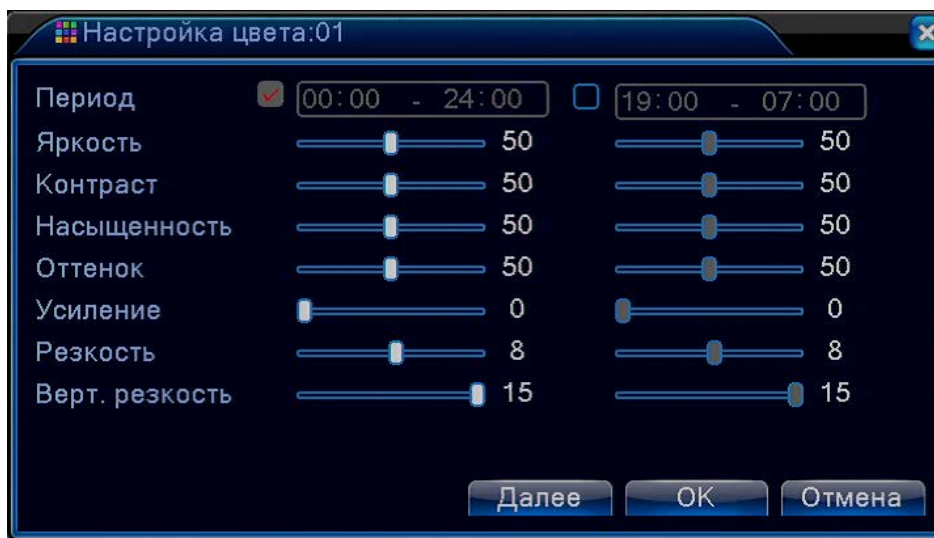 Настройка цвета:01
Период 00:00 - 24:00 19:00 - 07:00
Яркость 50 50
Контраст 50 50
Насыщенность 50 50
Оттенок 50 50
Усиление 0 0
Резкость 8 8
Верт. резкость 15 15
Далее OK Отмена